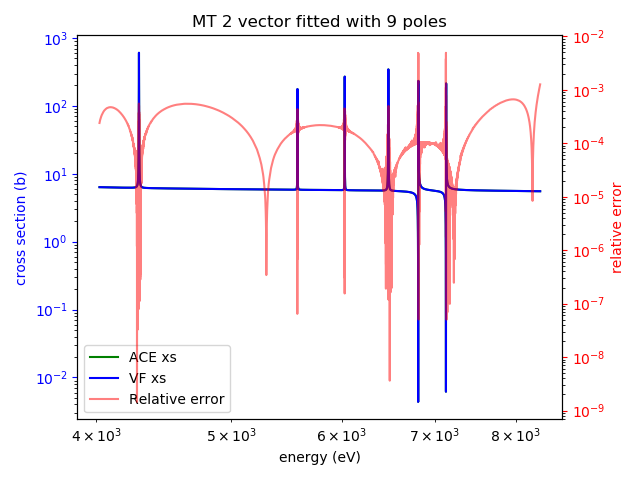 MT 2 vector fitted with 9 poles
10³
10²
10¹
10⁰
10⁻¹
10⁻²
cross section (b)
10⁻²
10⁻³
10⁻⁴
10⁻⁵
10⁻⁶
10⁻⁷
10⁻⁸
10⁻⁹
relative error
ACE xs
VF xs
Relative error
4 × 10³
5 × 10³
6 × 10³
7 × 10³
8 × 10³
energy (eV)